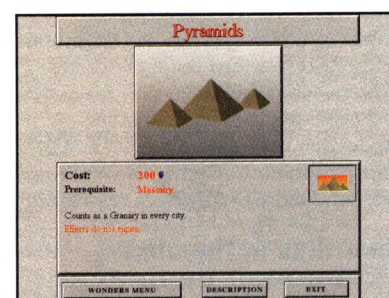 Pyramids
Cost: 200
Prerequisite: Masonry
Counts as a Granary in every city.
Effects do not expire.
WONDERS MENU DESCRIPTION EXIT